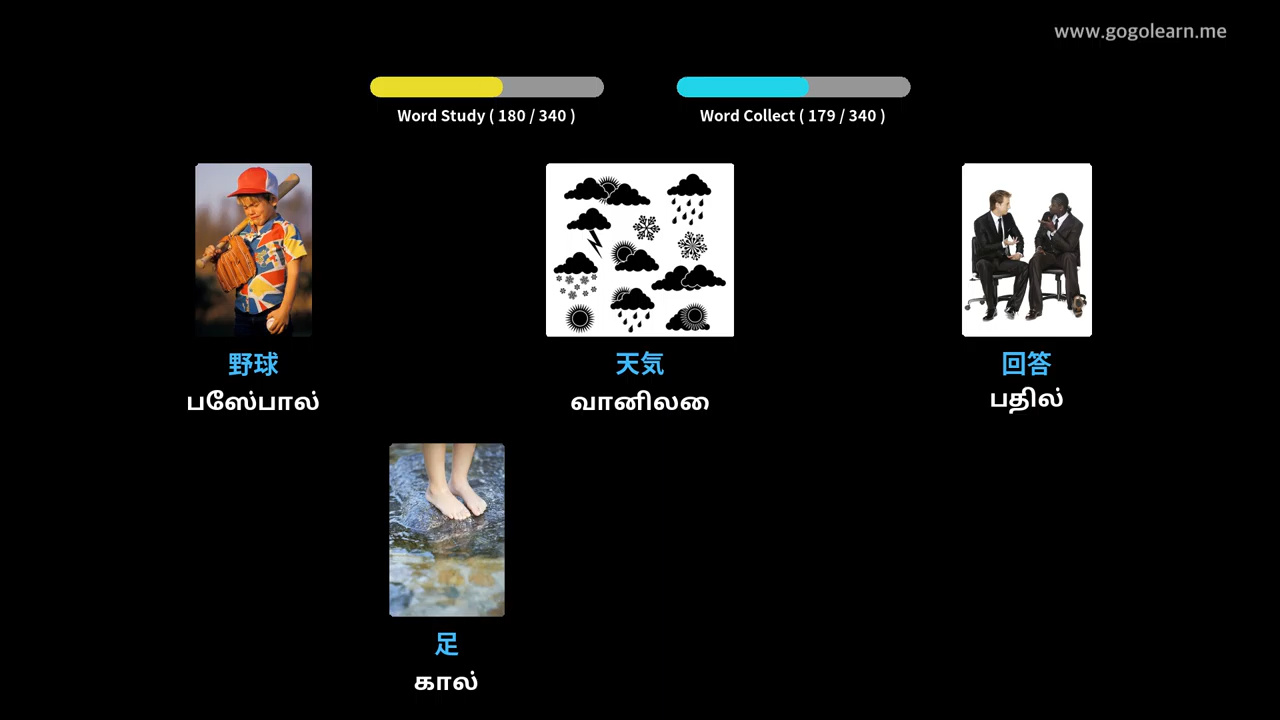 www.gogolearn.me
Word Study ( 180 / 340 )
Word Collect ( 179 / 340 )
野球
பஸேபால்
天気
வானிலை
回答
பதில்
足
கால்